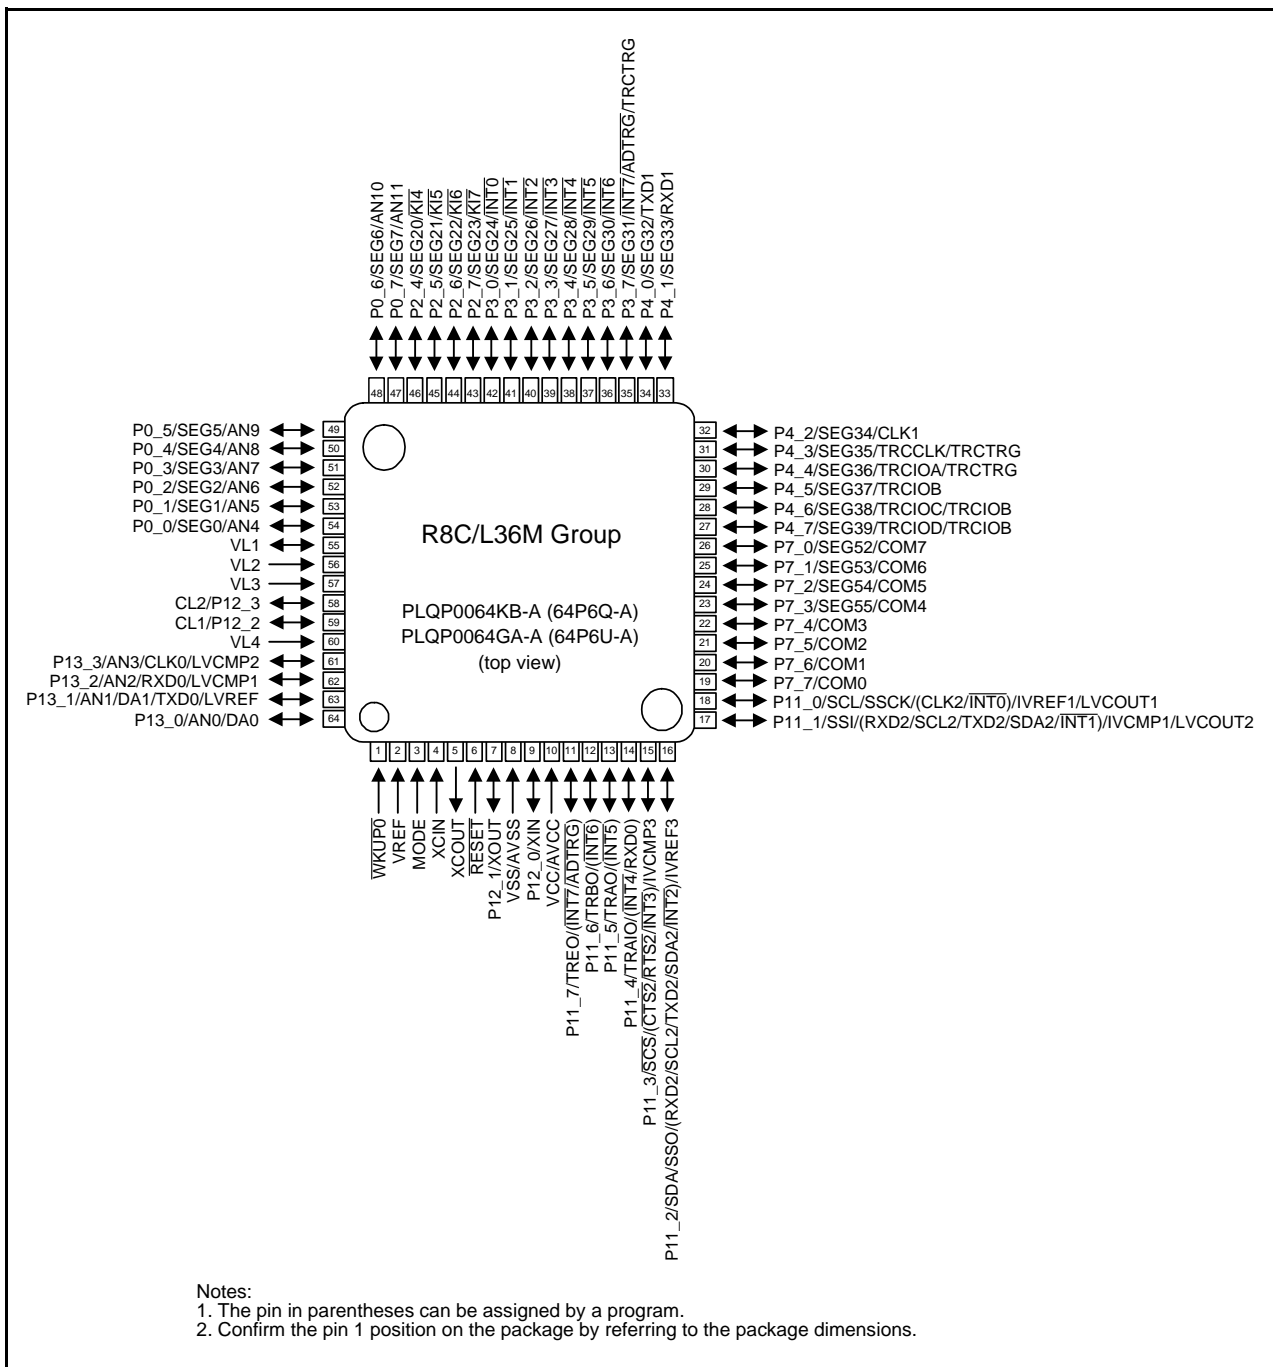 P0_6/SEG6/AN10
P0_7/SEG7/AN11
P2_4/SEG20/KI4
P2_5/SEG21/KI5
P2_6/SEG22/KI6
P2_7/SEG23/KI7
P3_0/SEG24/INT0
P3_1/SEG25/INT1
P3_2/SEG26/INT2
P3_3/SEG27/INT3
P3_4/SEG28/INT4
P3_5/SEG29/INT5
P3_6/SEG30/INT6
P3_7/SEG31/INT7/ADTRG/TRCTRG
P4_0/SEG32/TXD1
P4_1/SEG33/RXD1
48 47 46 45 44 43 42 41 40 39 38 37 36 35 34 33
P0_5/SEG5/AN9 49
P0_4/SEG4/AN8 50
P0_3/SEG3/AN7 51
P0_2/SEG2/AN6 52
P0_1/SEG1/AN5 53
P0_0/SEG0/AN4 54
VL1 55
VL2 56
VL3 57
CL2/P12_3 58
CL1/P12_2 59
VL4 60
P13_3/AN3/CLK0/LVCMP2 61
P13_2/AN2/RXD0/LVCMP1 62
P13_1/AN1/DA1/TXD0/LVREF 63
P13_0/AN0/DA0 64
R8C/L36M Group
PLQP0064KB-A (64P6Q-A)
PLQP0064GA-A (64P6U-A)
(top view)
32 P4_2/SEG34/CLK1
31 P4_3/SEG35/TRCCLK/TRCTRG
30 P4_4/SEG36/TRCIOA/TRCTRG
29 P4_5/SEG37/TRCIOB
28 P4_6/SEG38/TRCIOC/TRCIOB
27 P4_7/SEG39/TRCIOD/TRCIOB
26 P7_0/SEG52/COM7
25 P7_1/SEG53/COM6
24 P7_2/SEG54/COM5
23 P7_3/SEG55/COM4
22 P7_4/COM3
21 P7_5/COM2
20 P7_6/COM1
19 P7_7/COM0
18 P11_0/SCL/SSCK/(CLK2/INT0)/IVREF1/LVCOUT1
17 P11_1/SSI/(RXD2/SCL2/TXD2/SDA2/INT1)/IVCMP1/LVCOUT2
1 2 3 4 5 6 7 8 9 10 11 12 13 14 15 16
WKUP0
VREF
MODE
XCIN
XCOUT
RESET
P12_1/XOUT
VSS/AVSS
P12_0/XIN
VCC/AVCC
P11_7/TREO/(INT7/ADTRG)
P11_6/TRBO/(INT6)
P11_5/TRAO/(INT5)
P11_4/TRAIO/(INT4/RXD0)
P11_3/SCS/(CTS2/RTS2/INT3)/IVCMP3
P11_2/SDA/SSO/(RXD2/SCL2/TXD2/SDA2/INT2)/IVREF3
Notes:
1. The pin in parentheses can be assigned by a program.
2. Confirm the pin 1 position on the package by referring to the package dimensions.